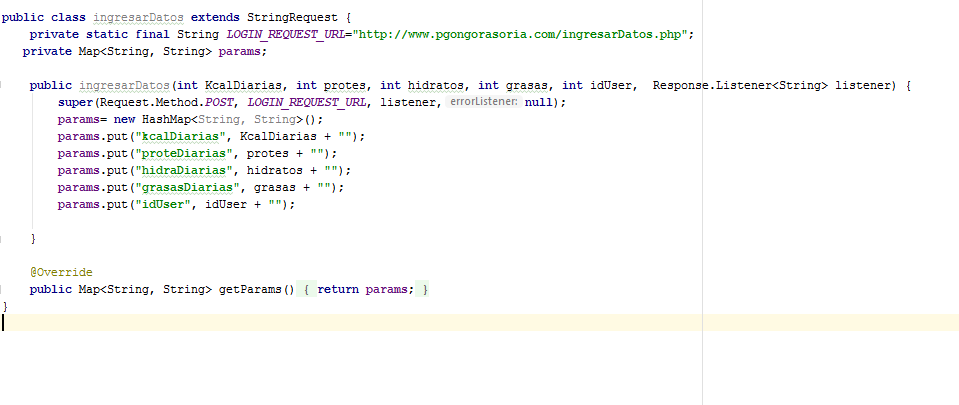 public class ingresarDatos extends StringRequest {
private static final String LOGIN_REQUEST_URL="http://www.pgongorasoria.com/ingresarDatos.php";
private Map<String, String> params;
public ingresarDatos(int KcalDiarias, int protes, int hidratos, int grasas, int idUser,  Response.Listener<String> listener) {
super(Request.Method.POST, LOGIN_REQUEST_URL, listener, errorListener: null);
params= new HashMap<String, String>();
params.put("kcalDiarias", KcalDiarias + "");
params.put("proteDiarias", protes + "");
params.put("hidraDiarias", hidratos + "");
params.put("grasasDiarias", grasas + "");
params.put("idUser", idUser + "");
}
@Override
public Map<String, String> getParams() { return params; }
}